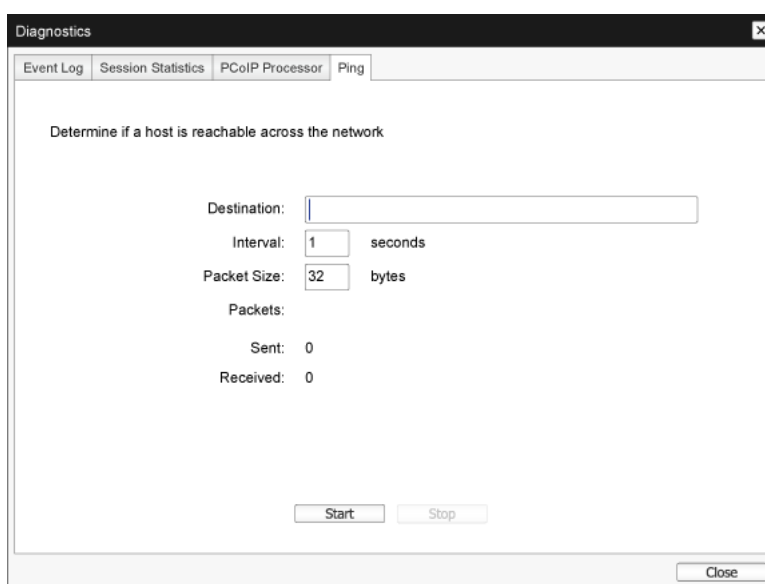 Diagnostics
Event Log Session Statistics PCoIP Processor Ping
Determine if a host is reachable across the network
Destination:
Interval: 1 seconds
Packet Size: 32 bytes
Packets:
Sent: 0
Received: 0
Start Stop
Close